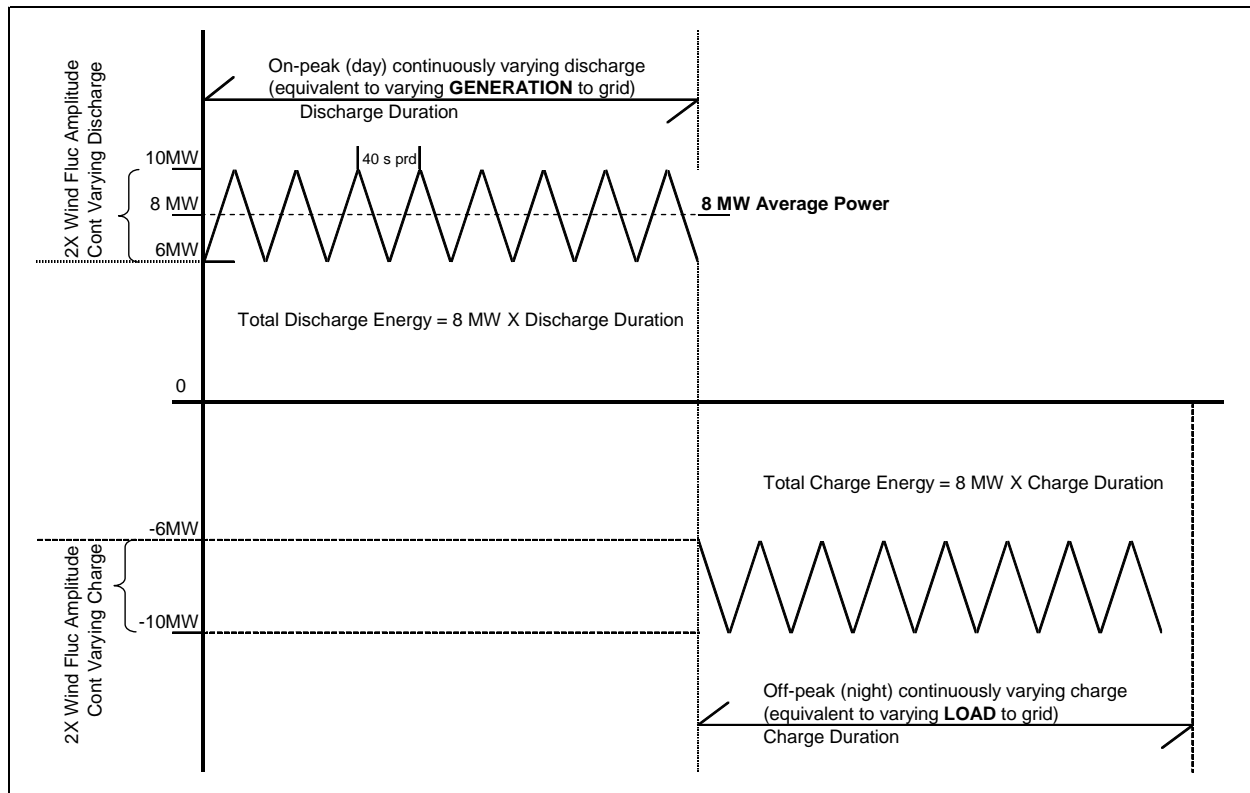 On-peak (day) continuously varying discharge
(equivalent to varying GENERATION to grid)
Discharge Duration
2X Wind Fluc Amplitude
Cont Varying Discharge
10MW
8 MW
6MW
40 s prd
8 MW Average Power
Total Discharge Energy = 8 MW X Discharge Duration
0
Total Charge Energy = 8 MW X Charge Duration
2X Wind Fluc Amplitude
Cont Varying Charge
-6MW
-10MW
Off-peak (night) continuously varying charge
(equivalent to varying LOAD to grid)
Charge Duration